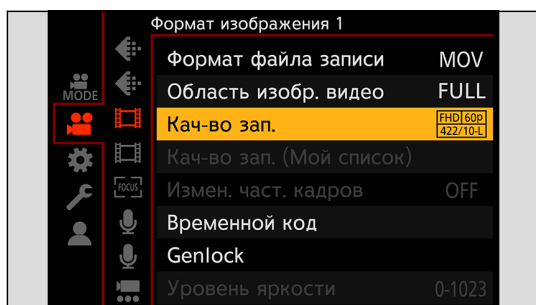 Формат изображения 1
Формат файла записи MOV
MODE
Область изобр. видео FULL
Кач-во зап. FHD 60p 422/10-L
Кач-во зап. (Мой список)
FOCUS
Измен. част. кадров OFF
Временной код
Genlock
Уровень яркости 0-1023